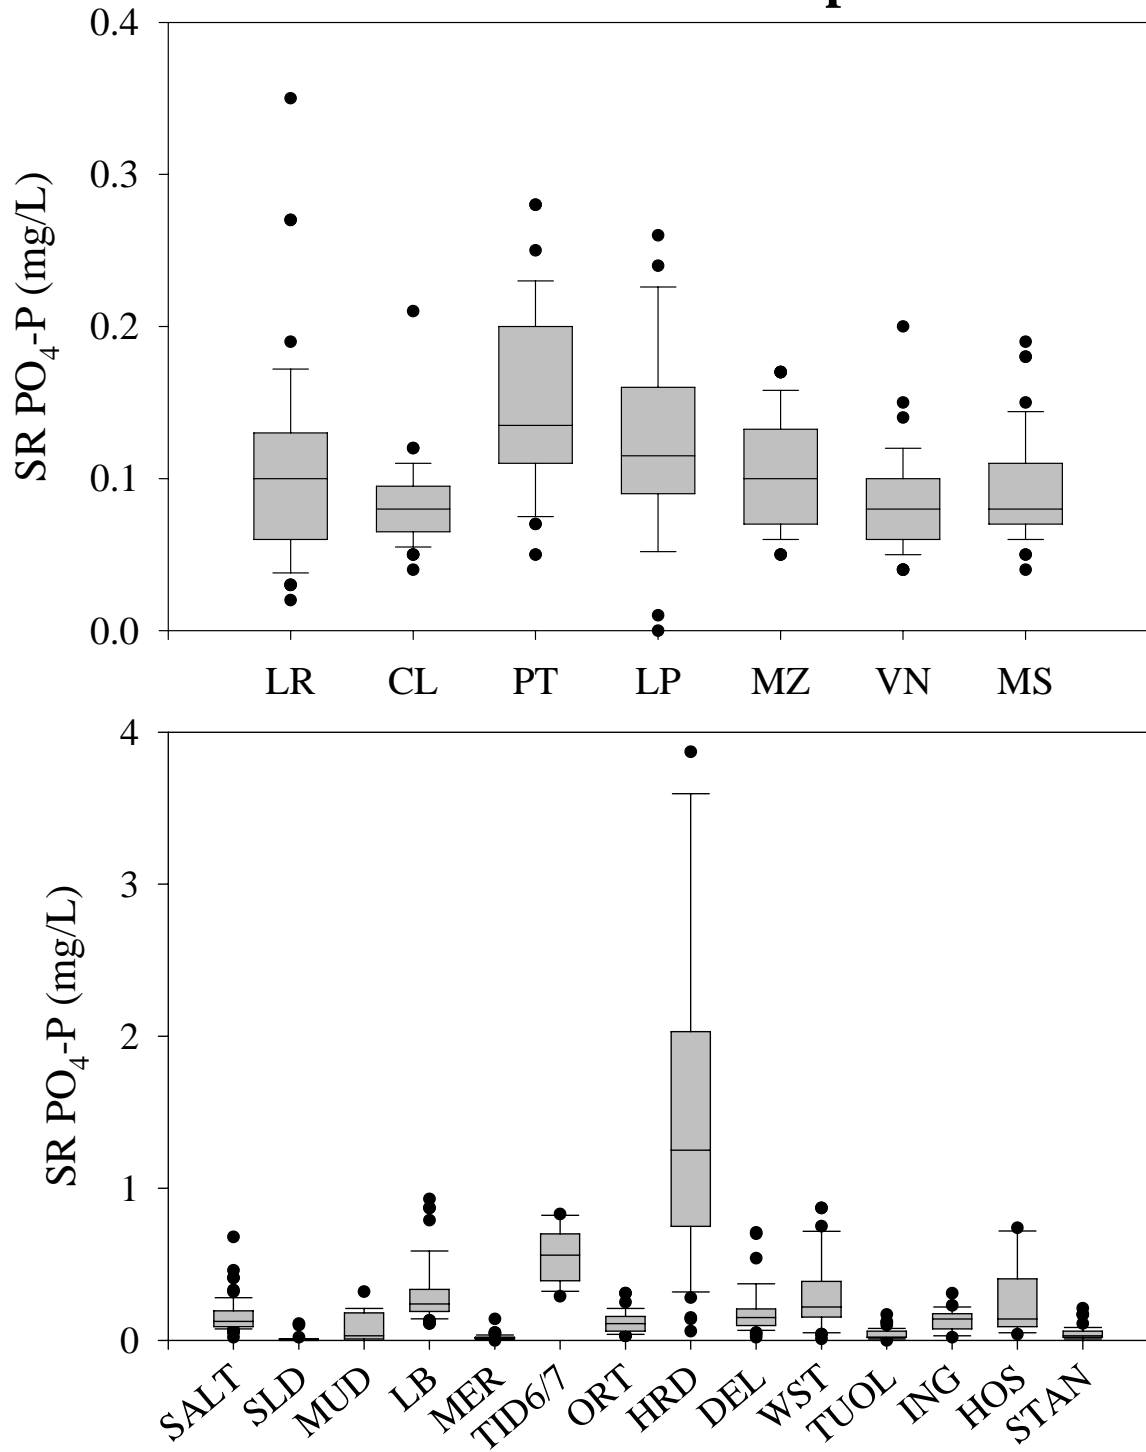 0.4
0.3
0.2
0.1
0.0
SR PO4-P (mg/L)
LR CL PT LP MZ VN MS
4
3
2
1
0
SR PO4-P (mg/L)
SALT SLD MUD LB MER TID6/7 ORT HRD DEL WST TUOL ING HOS STAN